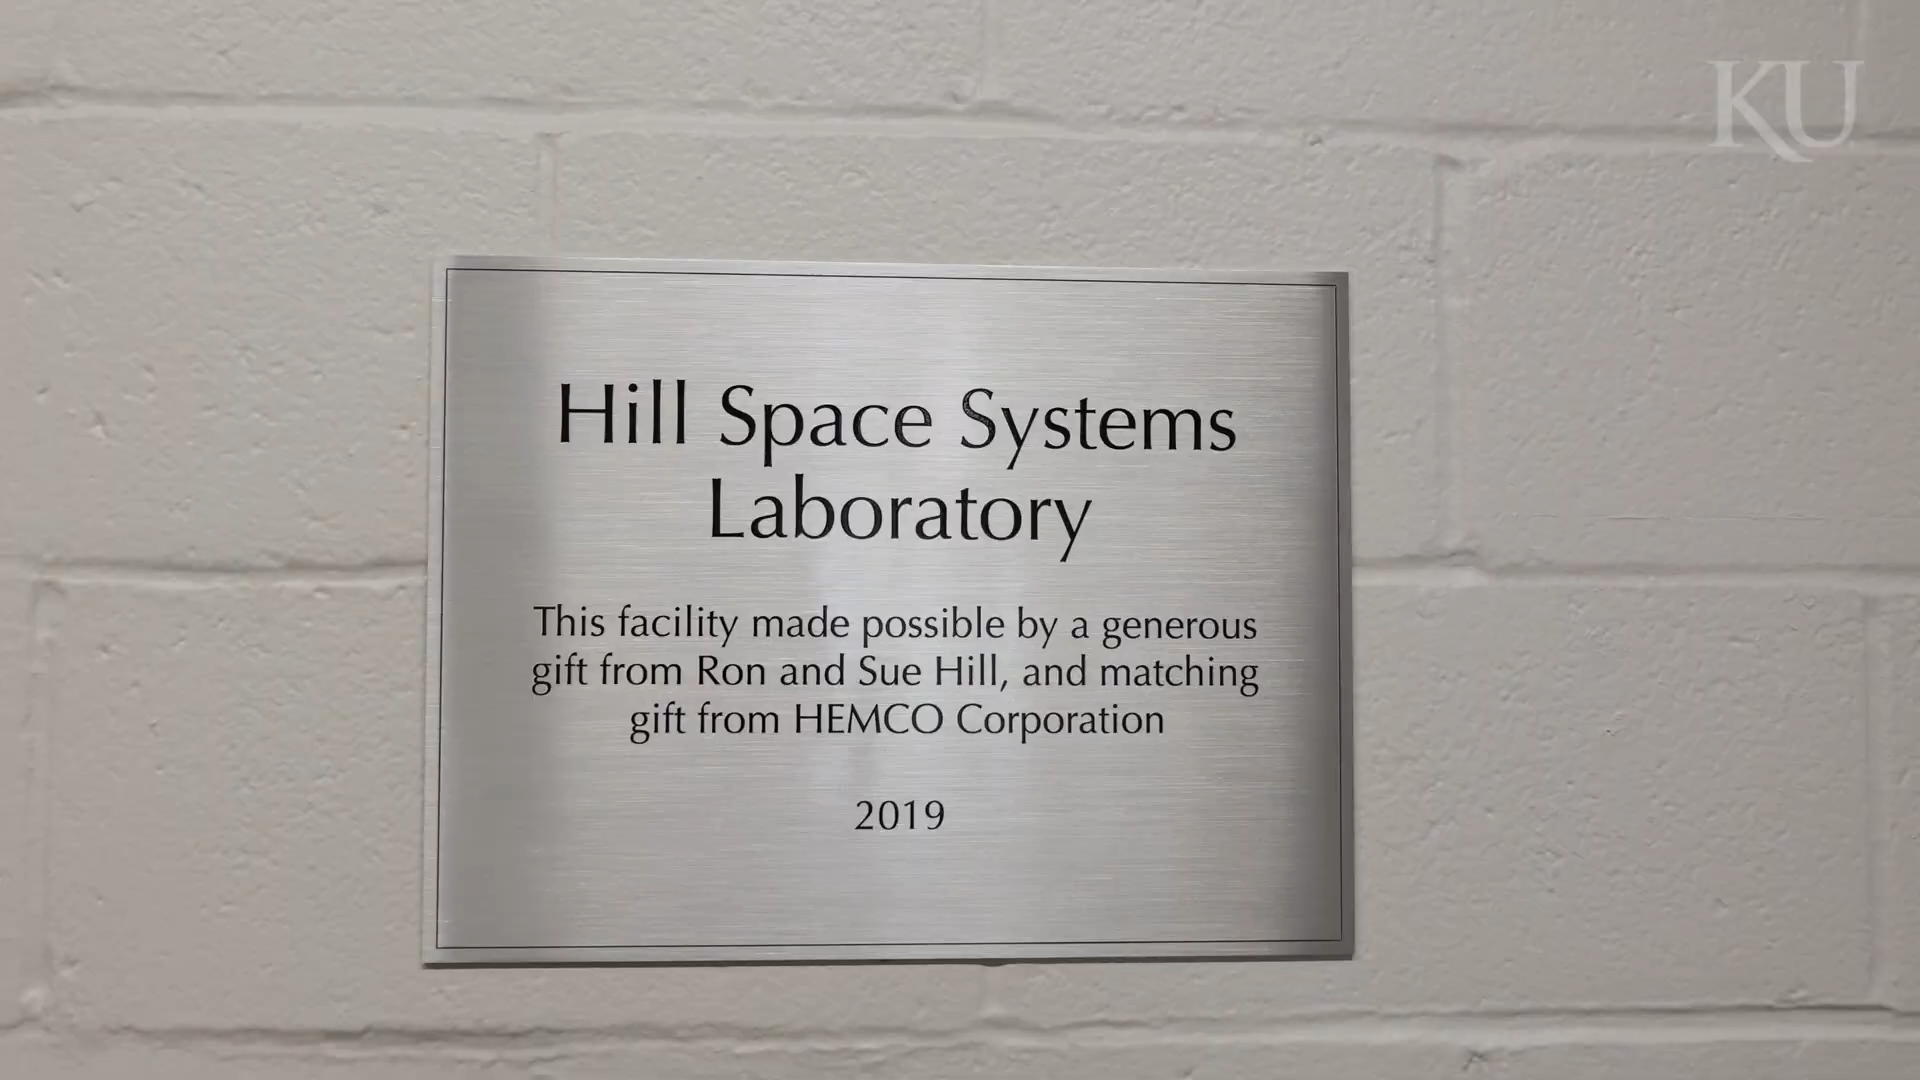 KU
Hill Space Systems
Laboratory
This facility made possible by a generous
gift from Ron and Sue Hill, and matching
gift from HEMCO Corporation
2019